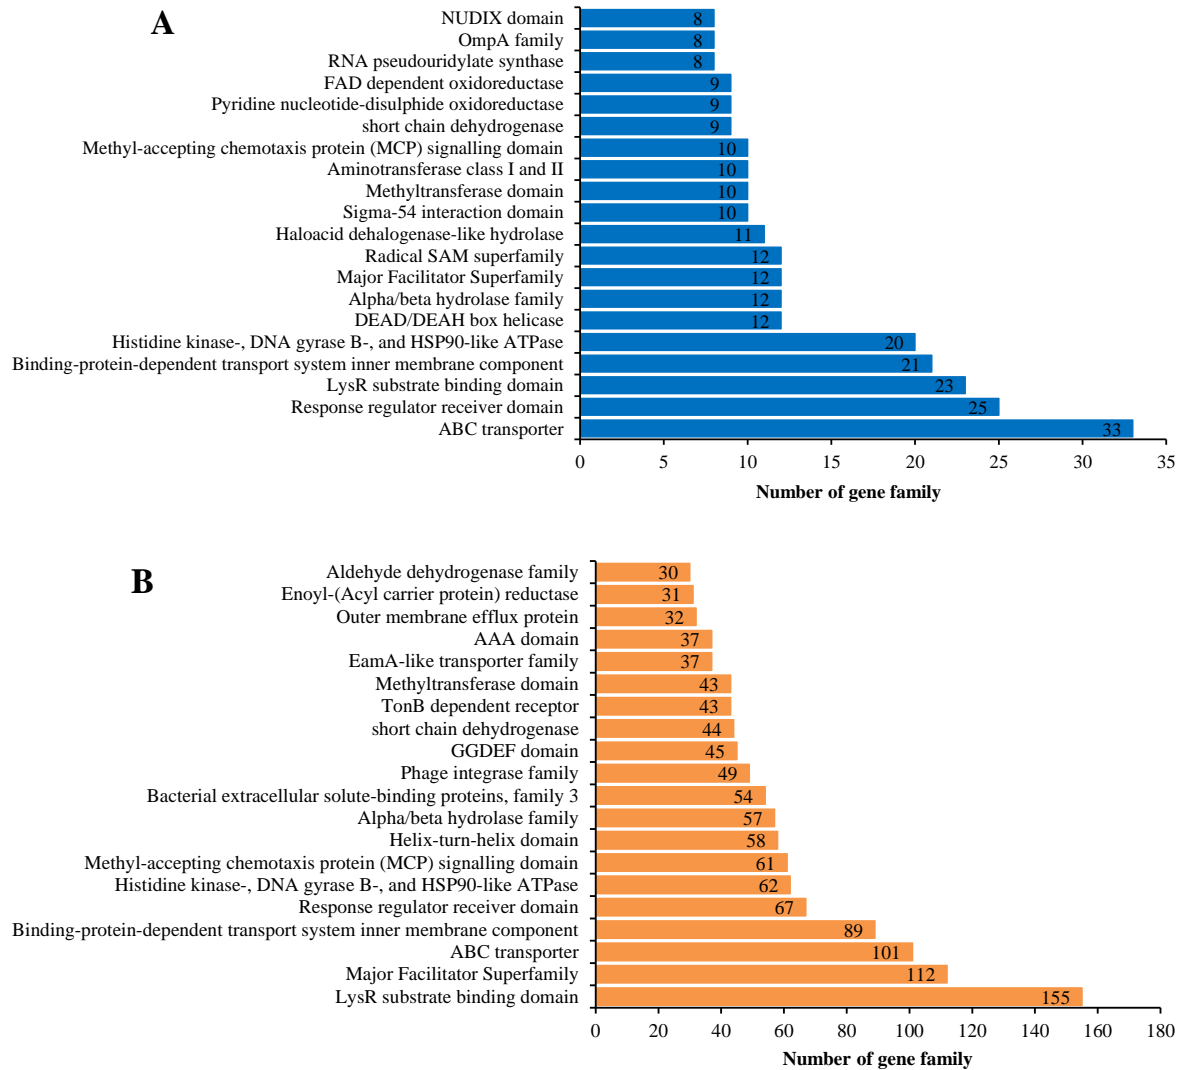 A
NUDIX domain 8
OmpA family 8
RNA pseudouridylate synthase 8
FAD dependent oxidoreductase 9
Pyridine nucleotide-disulphide oxidoreductase 9
short chain dehydrogenase 9
Methyl-accepting chemotaxis protein (MCP) signalling domain 10
Aminotransferase class I and II 10
Methyltransferase domain 10
Sigma-54 interaction domain 10
Haloacid dehalogenase-like hydrolase 11
Radical SAM superfamily 12
Major Facilitator Superfamily 12
Alpha/beta hydrolase family 12
DEAD/DEAH box helicase 12
Histidine kinase-, DNA gyrase B-, and HSP90-like ATPase 20
Binding-protein-dependent transport system inner membrane component 21
LysR substrate binding domain 23
Response regulator receiver domain 25
ABC transporter 33
0 5 10 15 20 25 30 35
Number of gene family
B
Aldehyde dehydrogenase family 30
Enoyl-(Acyl carrier protein) reductase 31
Outer membrane efflux protein 32
AAA domain 37
EamA-like transporter family 37
Methyltransferase domain 43
TonB dependent receptor 43
short chain dehydrogenase 44
GGDEF domain 45
Phage integrase family 49
Bacterial extracellular solute-binding proteins, family 3 54
Alpha/beta hydrolase family 57
Helix-turn-helix domain 58
Methyl-accepting chemotaxis protein (MCP) signalling domain 61
Histidine kinase-, DNA gyrase B-, and HSP90-like ATPase 62
Response regulator receiver domain 67
Binding-protein-dependent transport system inner membrane component 89
ABC transporter 101
Major Facilitator Superfamily 112
LysR substrate binding domain 155
0 20 40 60 80 100 120 140 160 180
Number of gene family